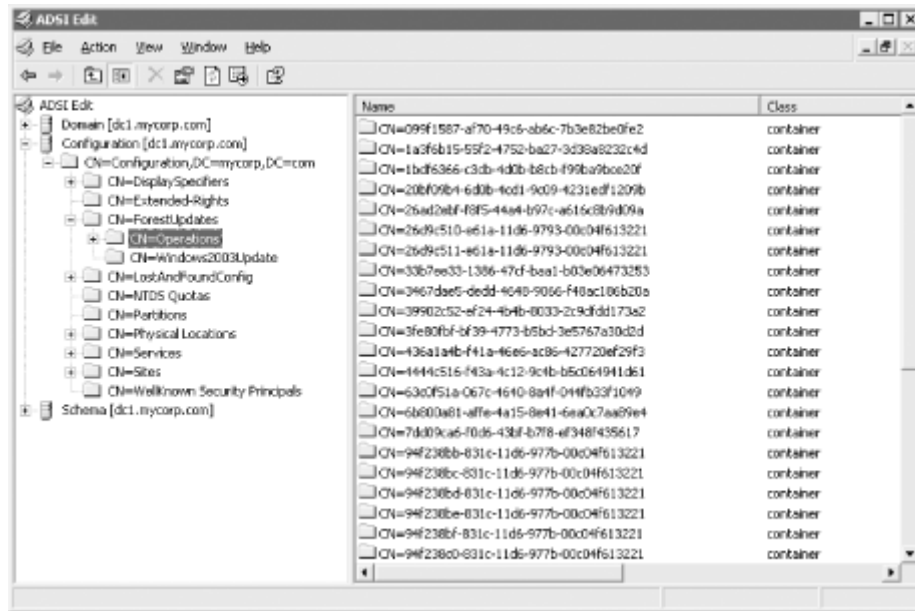 ADSI Edit
File Action View Window Help
ADSI Edit
Domain [dc1.mycorp.com]
Configuration [dc1.mycorp.com]
CN=Configuration,DC=mycorp,DC=com
CN=DisplaySpecifiers
CN=Extended-Rights
CN=ForestUpdates
CN=Operations
CN=Windows2003Update
CN=LostAndFoundConfig
CN=NTDS Quotas
CN=Partitions
CN=Physical Locations
CN=Services
CN=Sites
CN=WellKnown Security Principals
Schema [dc1.mycorp.com]
Name Class
CN=099f1587-af70-49c6-ab6c-7b3e82be0fe2 container
CN=1a3f6b15-55f2-4752-ba27-3d38a8232c4d container
CN=1bdf6366-c3db-4d0b-b8cb-f99ba9bce20f container
CN=20bf09b4-6d0b-4cd1-9c09-4231edf1209b container
CN=26ad2ebf-f8f5-44a4-b97c-a616c8b9d09a container
CN=26d9c510-e61a-11d6-9793-00c04f613221 container
CN=26d9c511-e61a-11d6-9793-00c04f613221 container
CN=33b7ee33-1386-47cf-baa1-b03e06473253 container
CN=3467dae5-dedd-4648-9066-f48ac186b20a container
CN=39902c52-ef24-4b4b-8033-2c9dfdd173a2 container
CN=3fe80fbf-bf39-4773-b5bd-3e5767a30d2d container
CN=436a1a4b-f41a-46e6-ac86-427720ef29f3 container
CN=4444c516-f43a-4c12-9c4b-b5c064941d61 container
CN=63c0f51a-067c-4640-8a4f-044fb33f1049 container
CN=6b800a81-affe-4a15-8e41-6ea0c7aa89e4 container
CN=7dd09ca6-f0d6-43bf-b7f8-ef348f435617 container
CN=94f238bb-831c-11d6-977b-00c04f613221 container
CN=94f238bc-831c-11d6-977b-00c04f613221 container
CN=94f238bd-831c-11d6-977b-00c04f613221 container
CN=94f238be-831c-11d6-977b-00c04f613221 container
CN=94f238bf-831c-11d6-977b-00c04f613221 container
CN=94f238c0-831c-11d6-977b-00c04f613221 container